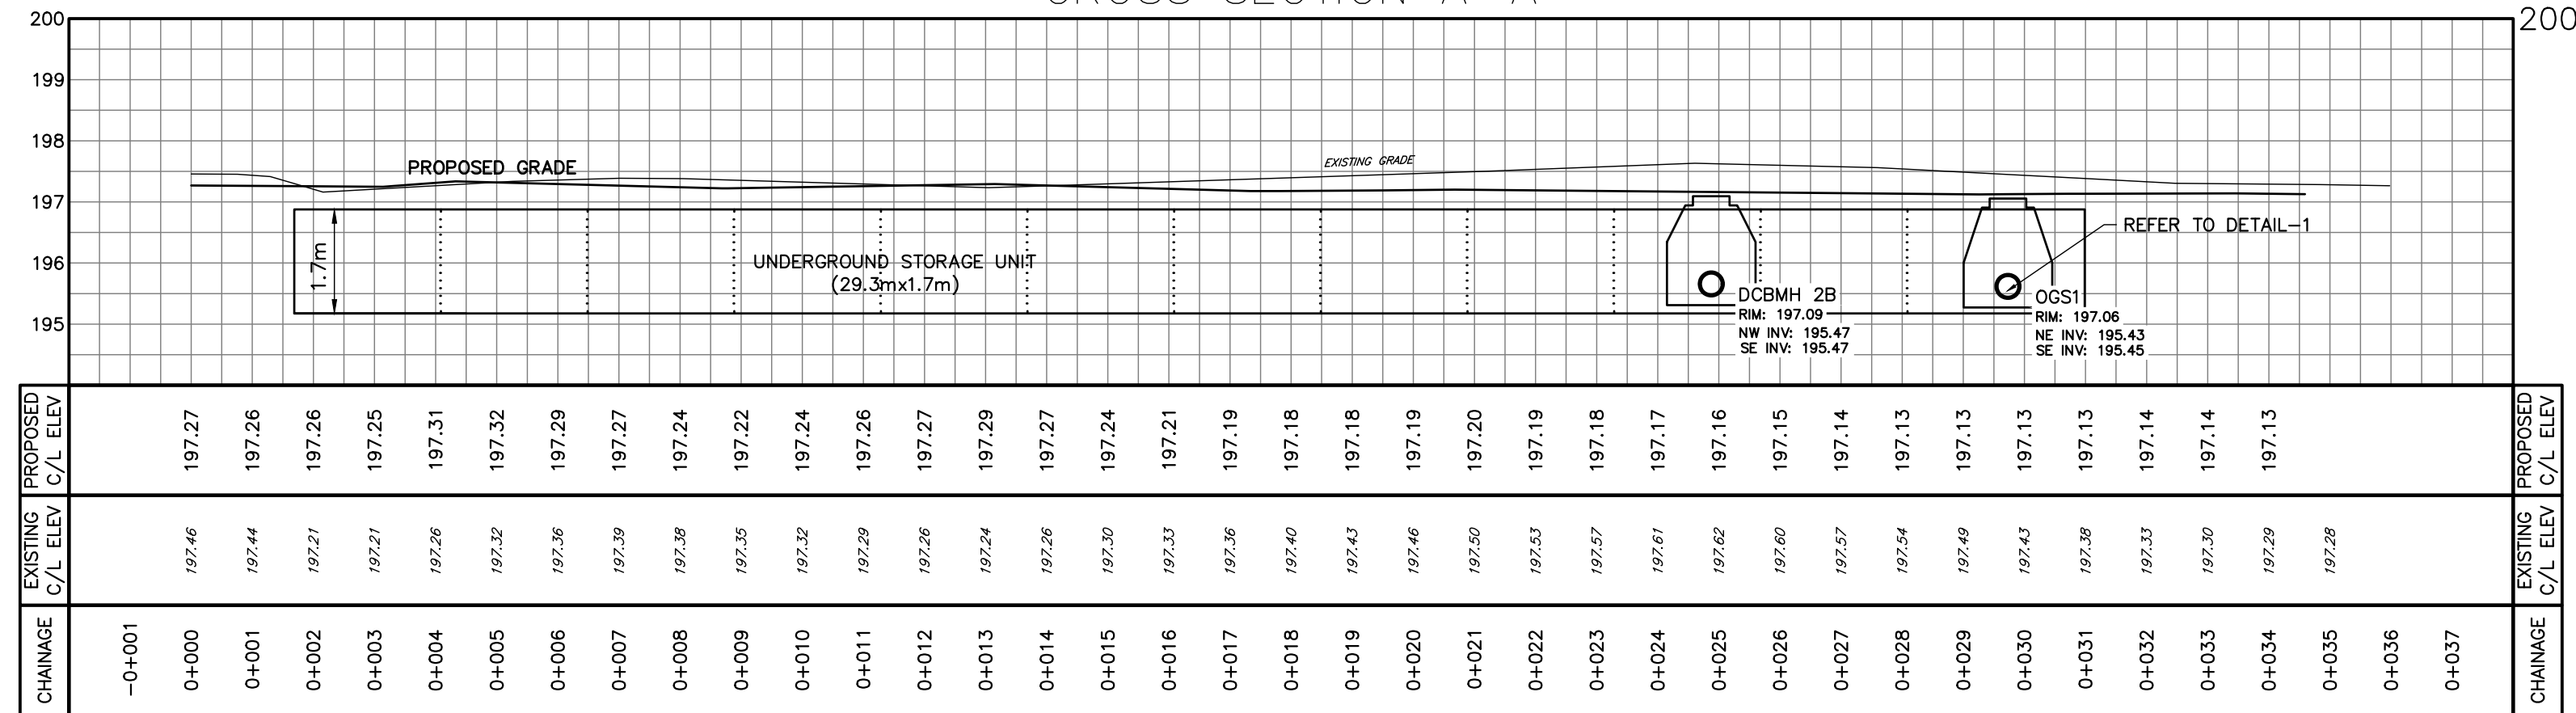 CROSS SECTION A-A
200
200
199
198
197
196
195
PROPOSED GRADE
EXISTING GRADE
1.7m
UNDERGROUND STORAGE UNIT
(29.3mx1.7m)
REFER TO DETAIL-1
DCBMH 2B
RIM: 197.09
NW INV: 195.47
SE INV: 195.47
OGS1
RIM: 197.06
NE INV: 195.43
SE INV: 195.45
PROPOSED
C/L ELEV
197.27 197.26 197.26 197.25 197.31 197.32 197.29 197.27 197.24 197.22 197.24 197.26 197.27 197.29 197.27 197.24 197.21 197.19 197.18 197.18 197.19 197.20 197.19 197.18 197.17 197.16 197.15 197.14 197.13 197.13 197.13 197.13 197.14 197.14 197.13
PROPOSED
C/L ELEV
EXISTING
C/L ELEV
197.46 197.44 197.21 197.21 197.26 197.32 197.36 197.39 197.38 197.35 197.32 197.29 197.26 197.24 197.26 197.30 197.33 197.36 197.40 197.43 197.46 197.50 197.53 197.57 197.61 197.62 197.60 197.57 197.54 197.49 197.43 197.38 197.33 197.30 197.29 197.28
EXISTING
C/L ELEV
CHAINAGE
-0+001 0+000 0+001 0+002 0+003 0+004 0+005 0+006 0+007 0+008 0+009 0+010 0+011 0+012 0+013 0+014 0+015 0+016 0+017 0+018 0+019 0+020 0+021 0+022 0+023 0+024 0+025 0+026 0+027 0+028 0+029 0+030 0+031 0+032 0+033 0+034 0+035 0+036 0+037
CHAINAGE